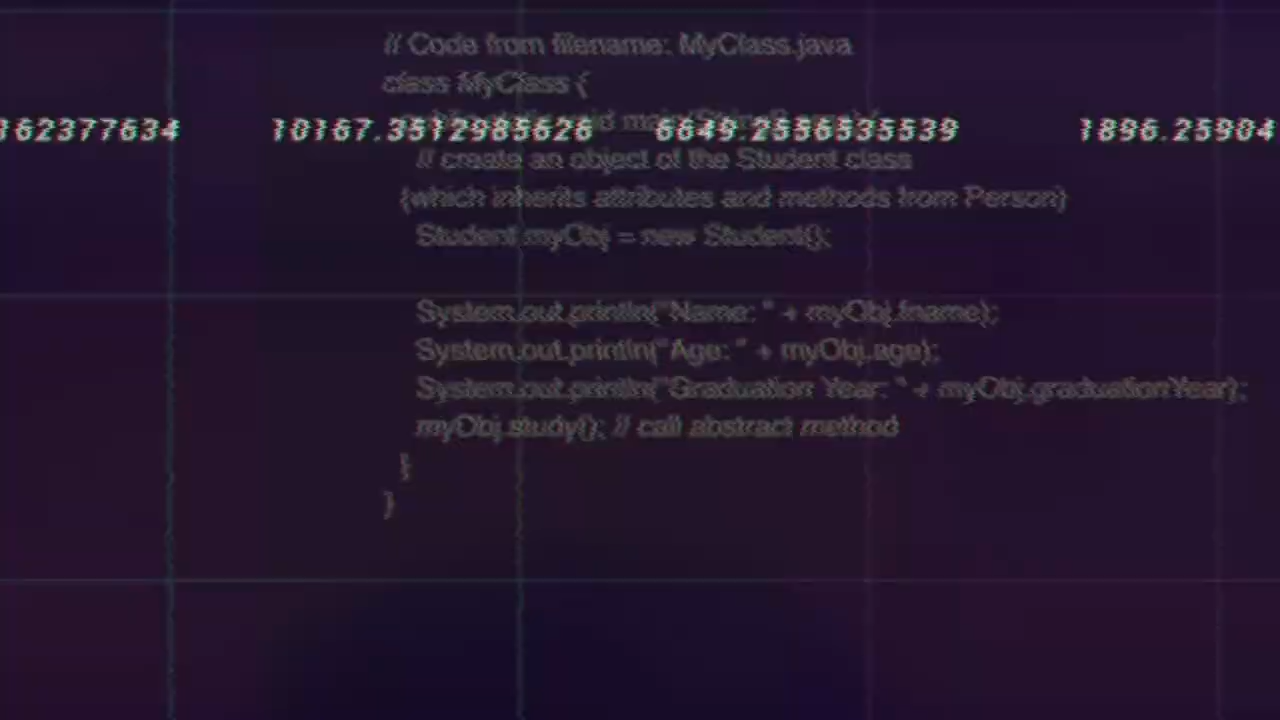 // Code from filename: MyClass.java
class MyClass {
162377634 10167.3512985626 6649.2556535539 1896.25904
// create an object of the Student class
(which inherits attributes and methods from Person)
Student myObj = new Student();
System.out.println("Name: " + myObj.fname);
System.out.println("Age: " + myObj.age);
System.out.println("Graduation Year: " + myObj.graduationYear);
myObj.study(); // call abstract method
}
}